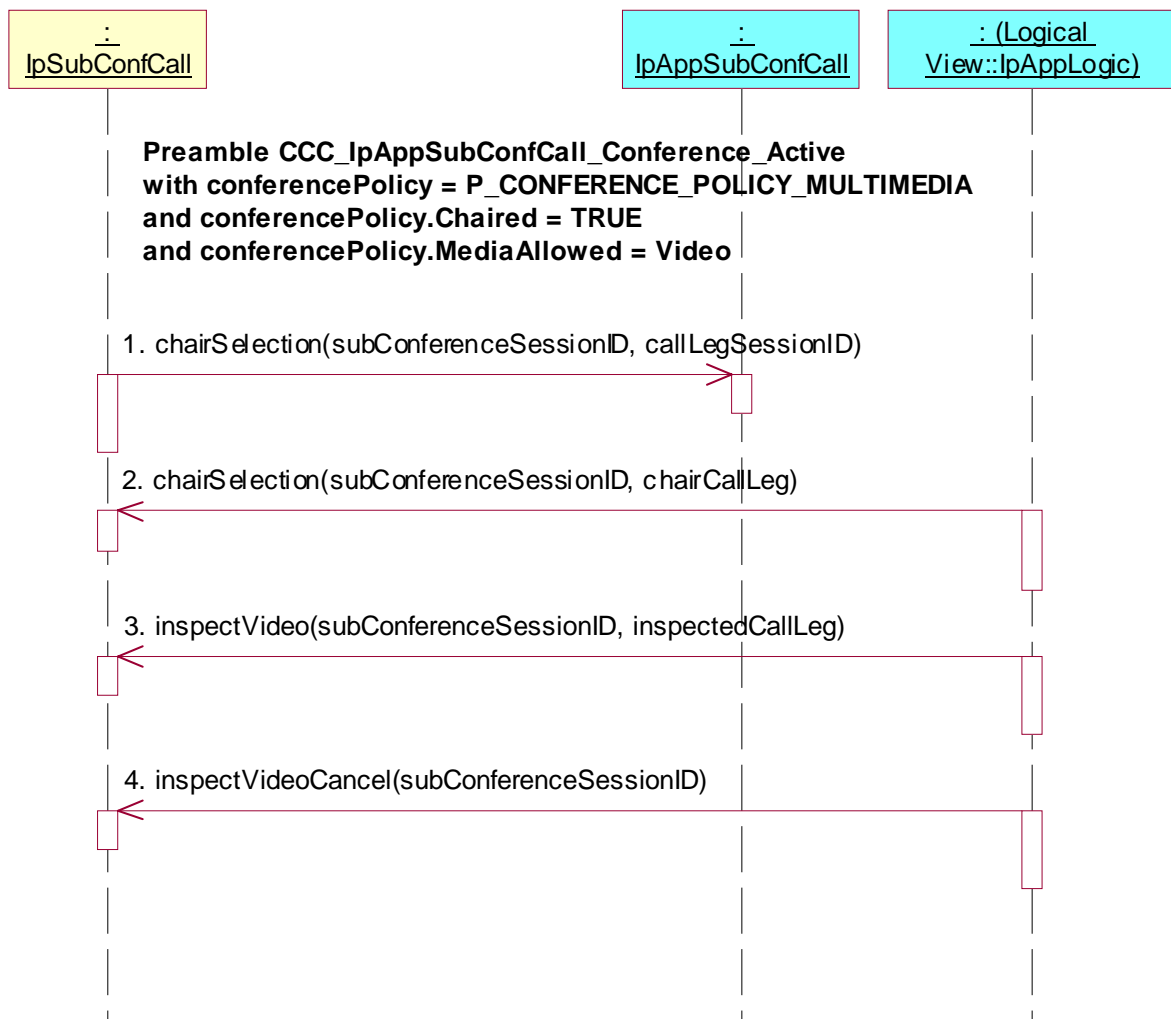 :
IpSubConfCall
:
IpAppSubConfCall
: (Logical
View::IpAppLogic)
Preamble CCC_IpAppSubConfCall_Conference_Active
with conferencePolicy = P_CONFERENCE_POLICY_MULTIMEDIA
and conferencePolicy.Chaired = TRUE
and conferencePolicy.MediaAllowed = Video
1. chairSelection(subConferenceSessionID, callLegSessionID)
2. chairSelection(subConferenceSessionID, chairCallLeg)
3. inspectVideo(subConferenceSessionID, inspectedCallLeg)
4. inspectVideoCancel(subConferenceSessionID)